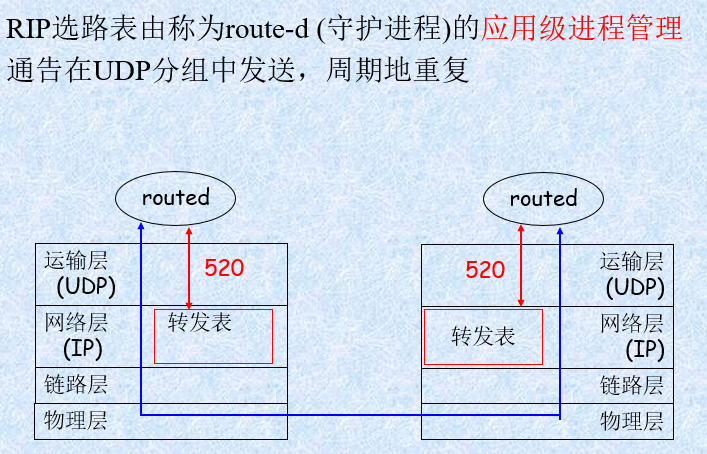 RIP选路表由称为route-d (守护进程)的应用级进程管理
通告在UDP分组中发送，周期地重复
routed
routed
运输层
(UDP)
520
网络层
(IP)
转发表
链路层
物理层
520
运输层
(UDP)
转发表
网络层
(IP)
链路层
物理层